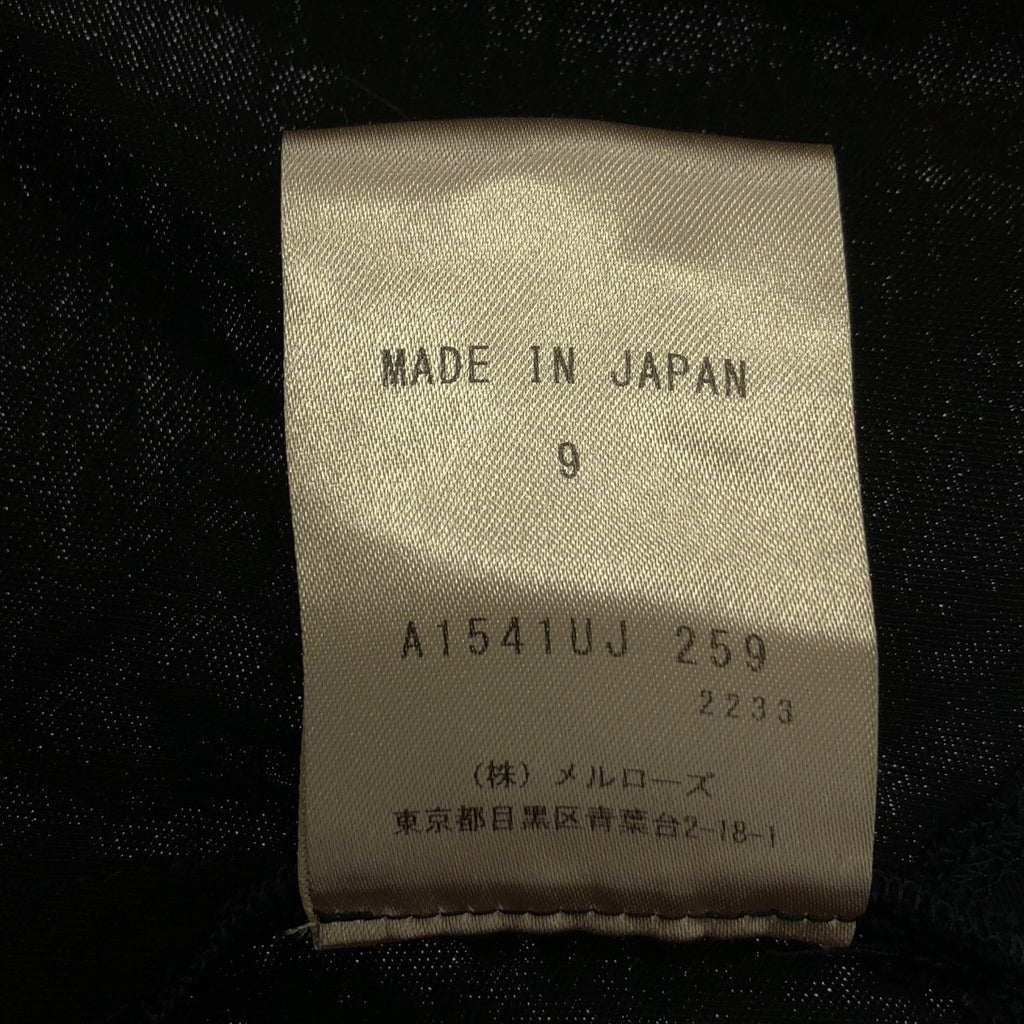 MADE IN JAPAN
9
A1541UJ 259
2233
(株) メルローズ
東京都目黒区青葉台2-18-1